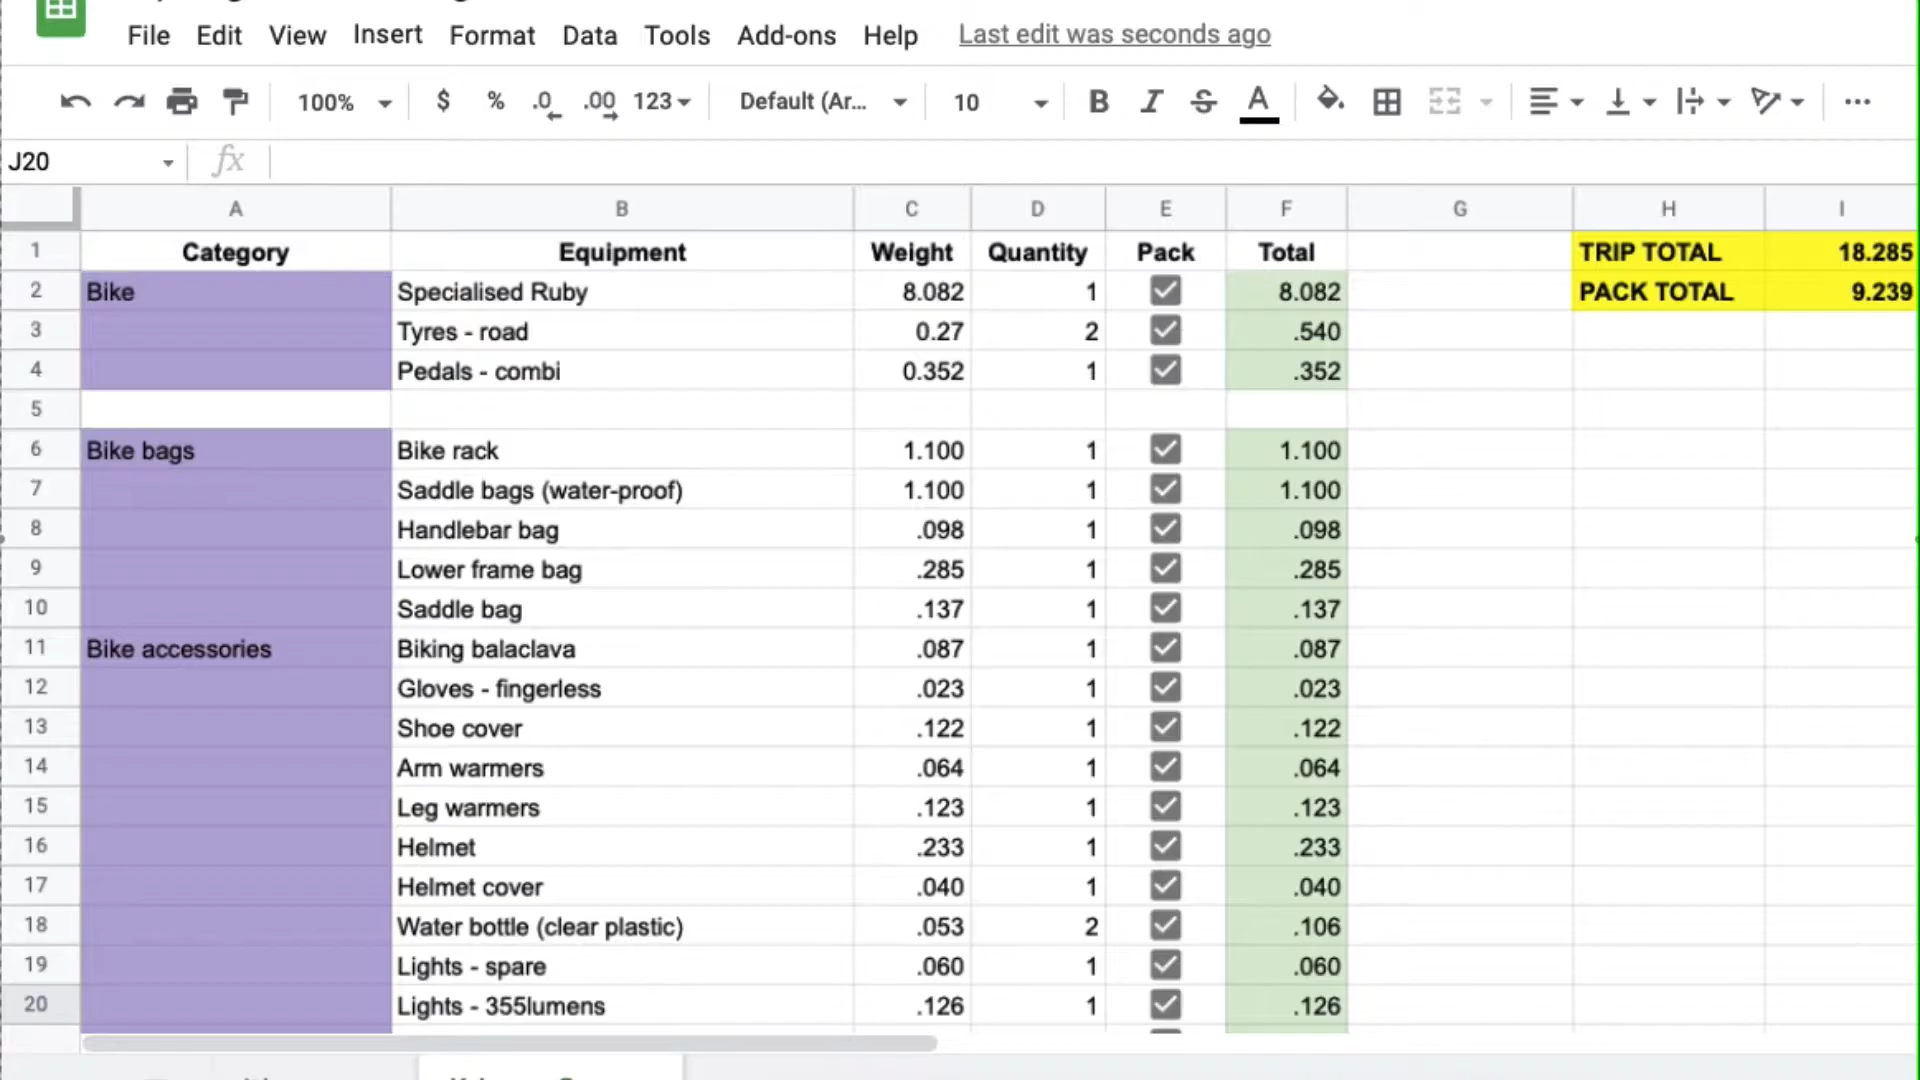 File Edit View Insert Format Data Tools Add-ons Help Last edit was seconds ago
100% $ % .0 .00 123 Default (Ar... 10 B I S A
J20 fx
A B C D E F G H I
1 Category Equipment Weight Quantity Pack Total TRIP TOTAL 18.285
2 Bike Specialised Ruby 8.082 1 8.082 PACK TOTAL 9.239
3 Tyres - road 0.27 2 .540
4 Pedals - combi 0.352 1 .352
5
6 Bike bags Bike rack 1.100 1 1.100
7 Saddle bags (water-proof) 1.100 1 1.100
8 Handlebar bag .098 1 .098
9 Lower frame bag .285 1 .285
10 Saddle bag .137 1 .137
11 Bike accessories Biking balaclava .087 1 .087
12 Gloves - fingerless .023 1 .023
13 Shoe cover .122 1 .122
14 Arm warmers .064 1 .064
15 Leg warmers .123 1 .123
16 Helmet .233 1 .233
17 Helmet cover .040 1 .040
18 Water bottle (clear plastic) .053 2 .106
19 Lights - spare .060 1 .060
20 Lights - 355lumens .126 1 .126